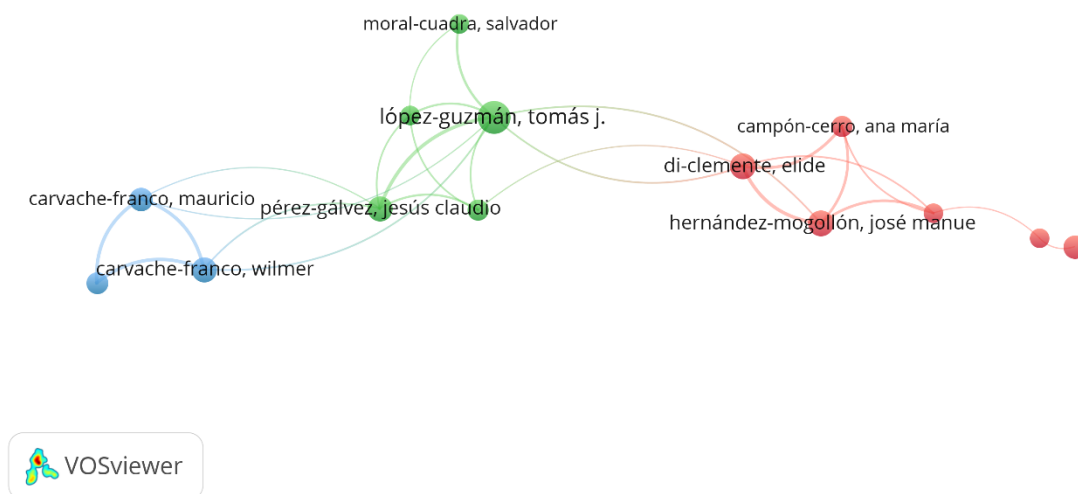 moral-cuadra, salvador
lópez-guzmán, tomás j.
campón-cerro, ana maría
di-clemente, elide
carvache-franco, mauricio
pérez-gálvez, jesús claudio
hernández-mogollón, josé manue
carvache-franco, wilmer
VOSviewer